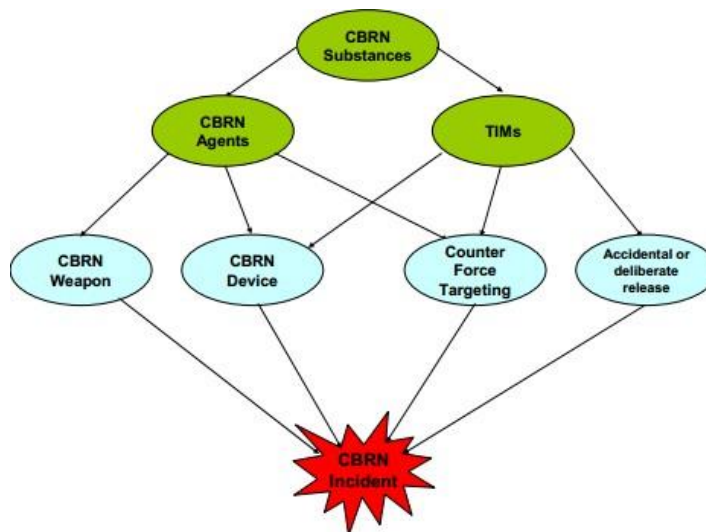 CBRN
Substances
CBRN
Agents
TIMs
CBRN
Weapon
CBRN
Device
Counter
Force
Targeting
Accidental or
deliberate
release
CBRN
Incident